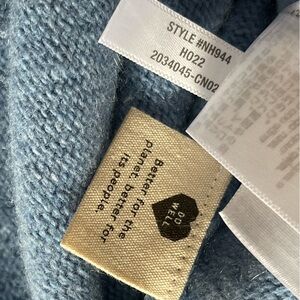 STYLE #NH944
H022
2034045-CN02
DO
WELL
Better for the
planet, better for
its people.